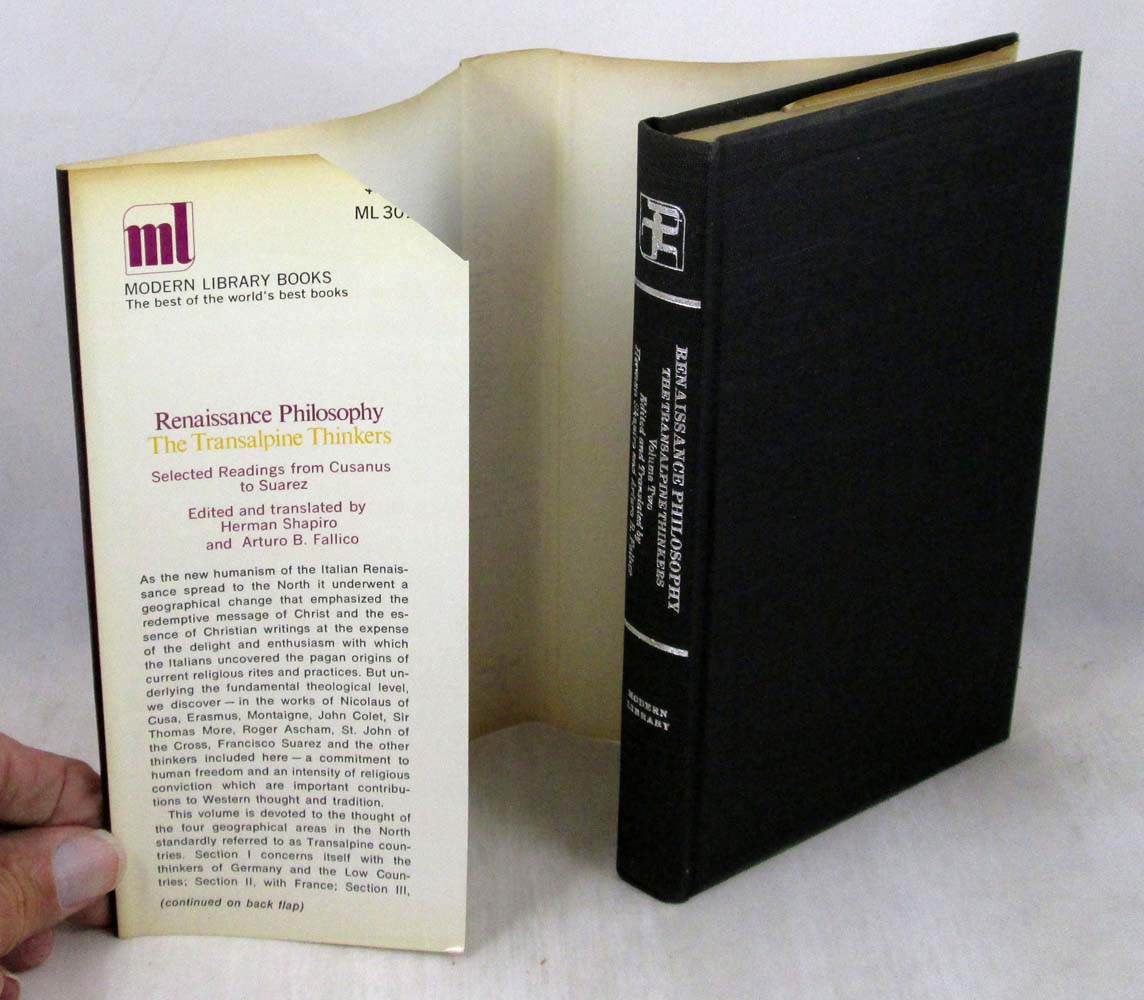 ml
ML 30
MODERN LIBRARY BOOKS
The best of the world's best books
Renaissance Philosophy
The Transalpine Thinkers
Selected Readings from Cusanus
to Suarez
Edited and translated by
Herman Shapiro
and Arturo B. Fallico
As the new humanism of the Italian Renais-
sance spread to the North it underwent a
geographical change that emphasized the
redemptive message of Christ and the es-
sence of Christian writings at the expense
of the delight and enthusiasm with which
the Italians uncovered the pagan origins of
current religious rites and practices. But un-
derlying the fundamental theological level,
we discover — in the works of Nicolaus of
Cusa, Erasmus, Montaigne, John Colet, Sir
Thomas More, Roger Ascham, St. John of
the Cross, Francisco Suarez and the other
thinkers included here — a commitment to
human freedom and an intensity of religious
conviction which are important contribu-
tions to Western thought and tradition.
This volume is devoted to the thought of
the four geographical areas in the North
standardly referred to as Transalpine coun-
tries. Section I concerns itself with the
thinkers of Germany and the Low Coun-
tries; Section II, with France; Section III,
(continued on back flap)
RENAISSANCE PHILOSOPHY
THE TRANSALPINE THINKERS
Volume Two
Edited and Translated by
Herman Shapiro and Arturo B. Fallico
MODERN
LIBRARY